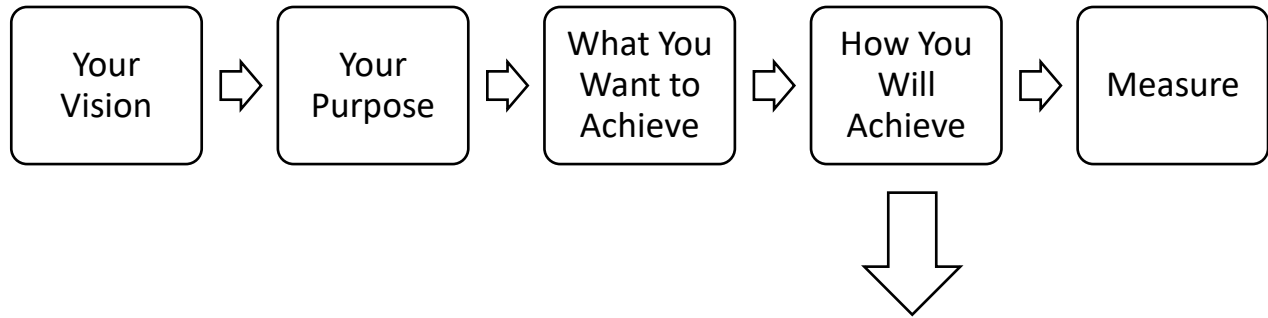 Your
Vision
Your
Purpose
What You
Want to
Achieve
How You
Will
Achieve
Measure